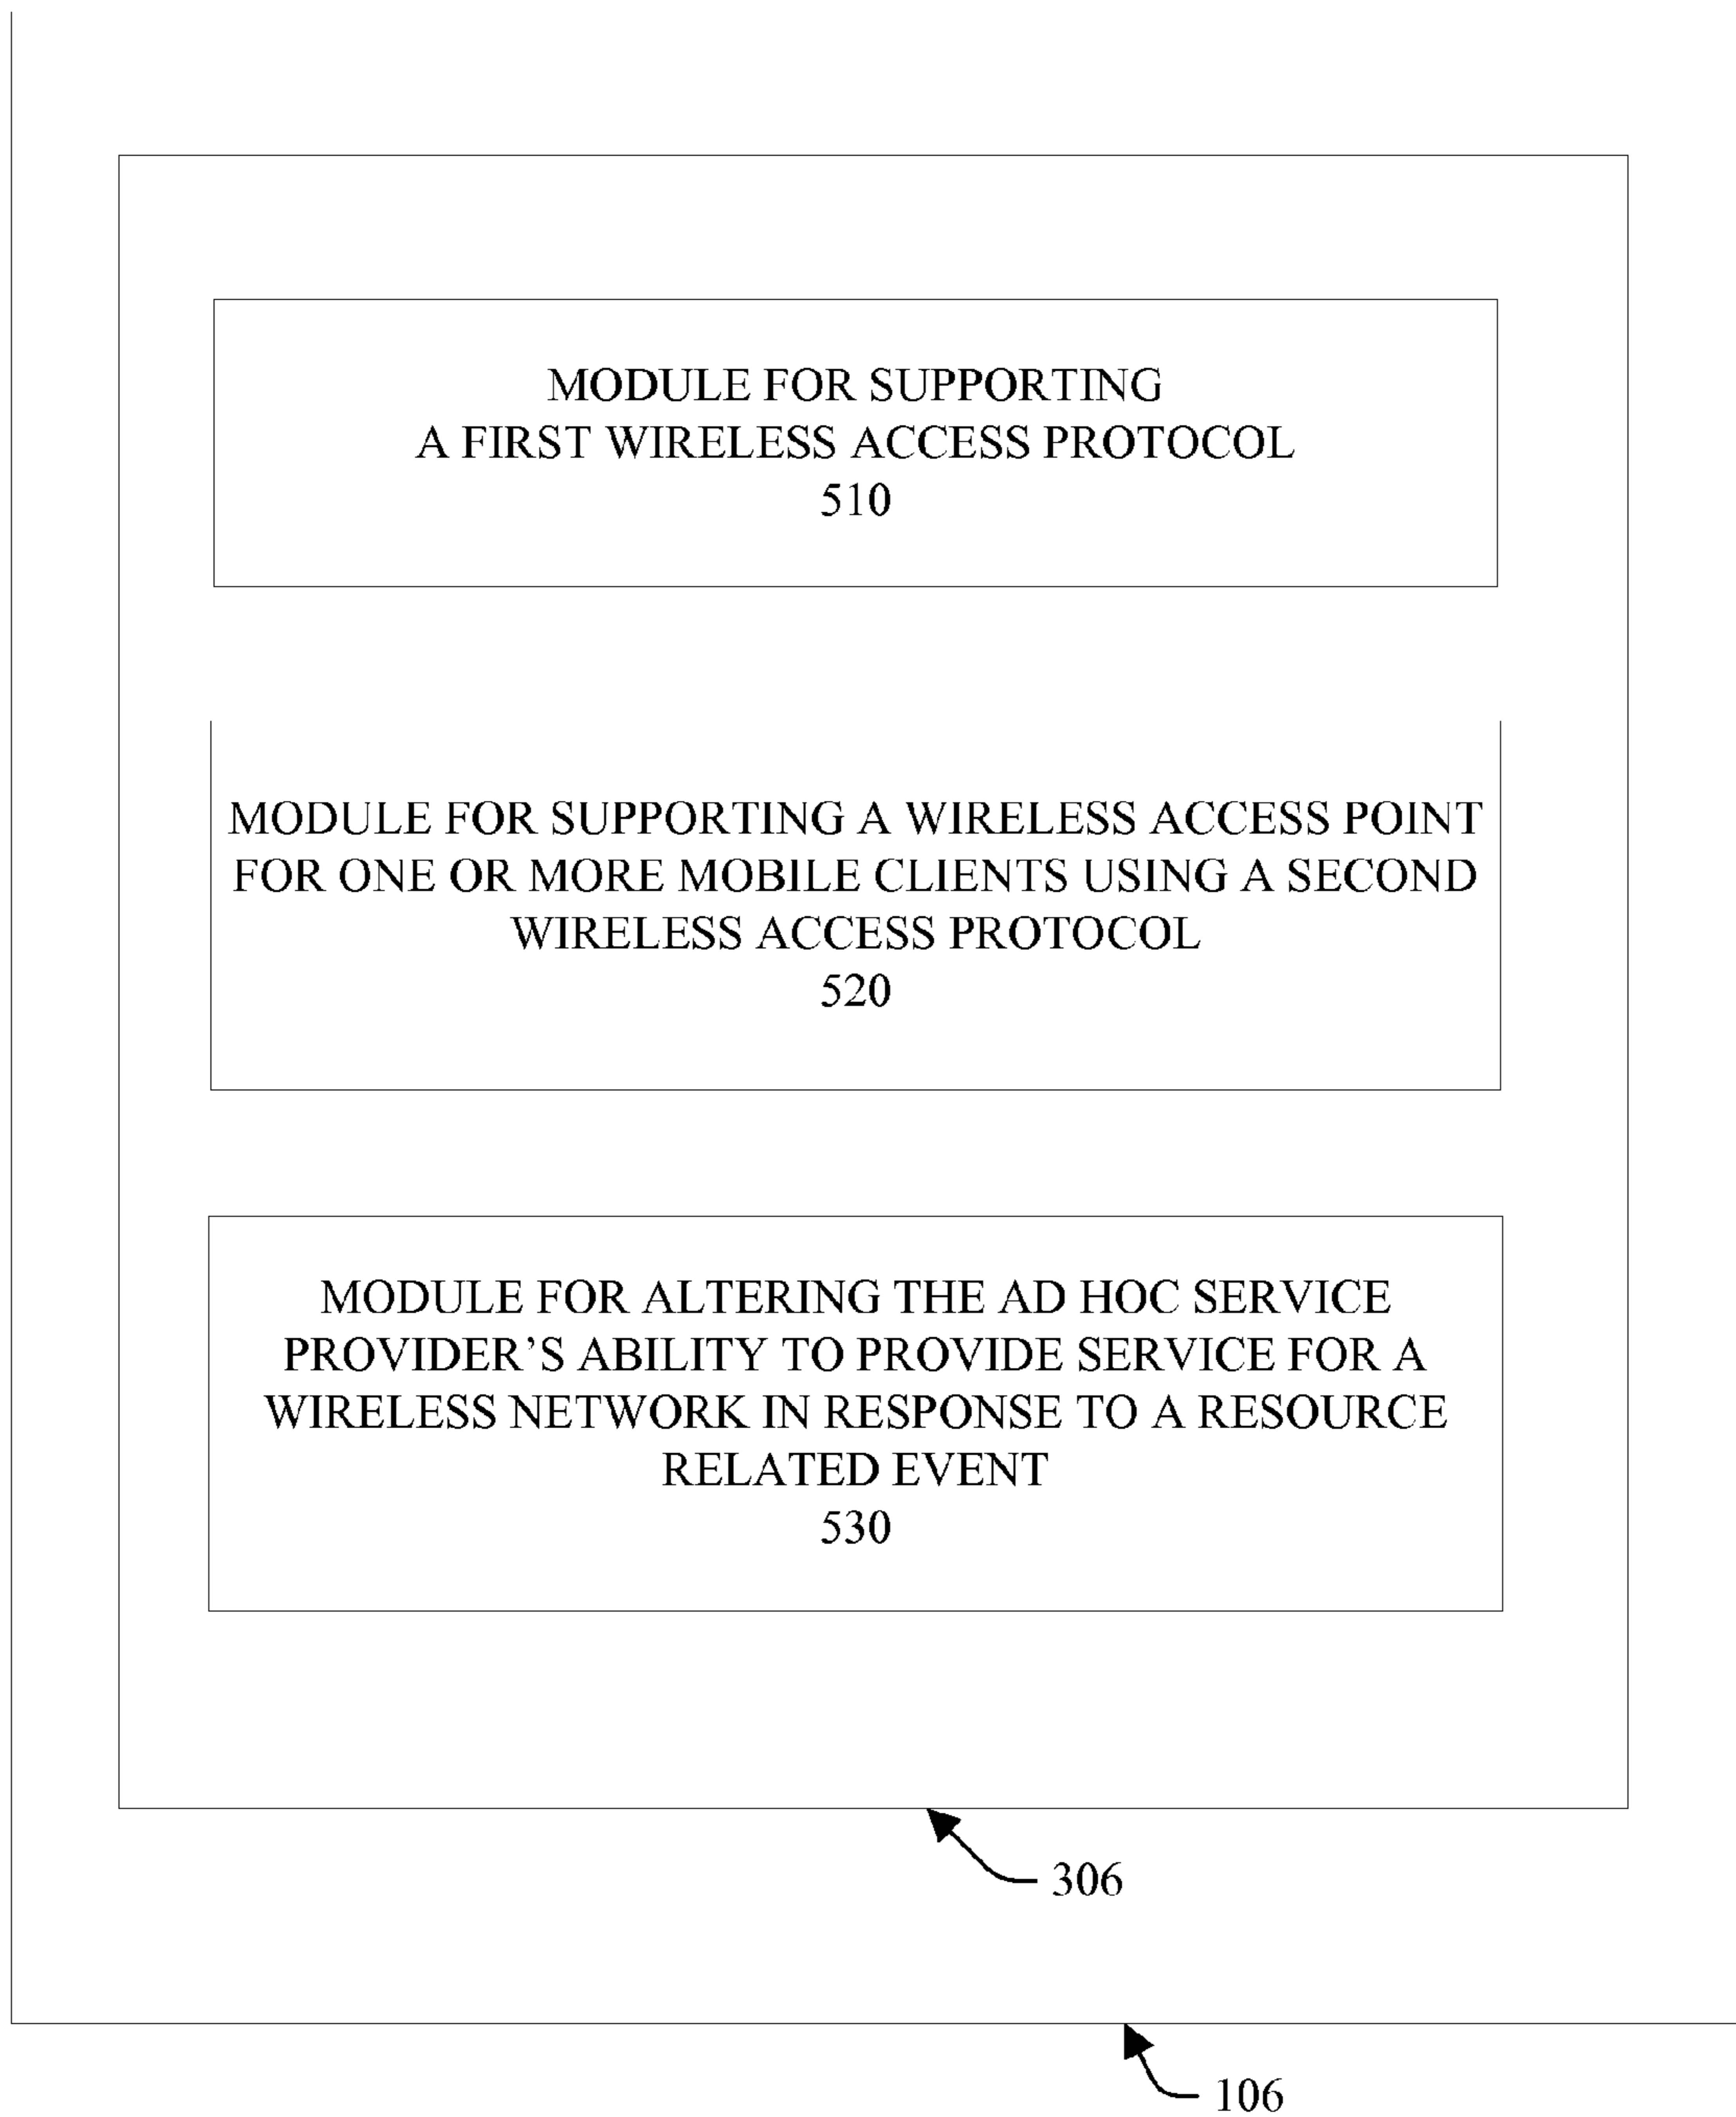 MODULE FOR SUPPORTING
A FIRST WIRELESS ACCESS PROTOCOL
510
MODULE FOR SUPPORTING A WIRELESS ACCESS POINT
FOR ONE OR MORE MOBILE CLIENTS USING A SECOND
WIRELESS ACCESS PROTOCOL
520
MODULE FOR ALTERING THE AD HOC SERVICE
PROVIDER’S ABILITY TO PROVIDE SERVICE FOR A
WIRELESS NETWORK IN RESPONSE TO A RESOURCE
RELATED EVENT
530
306
106